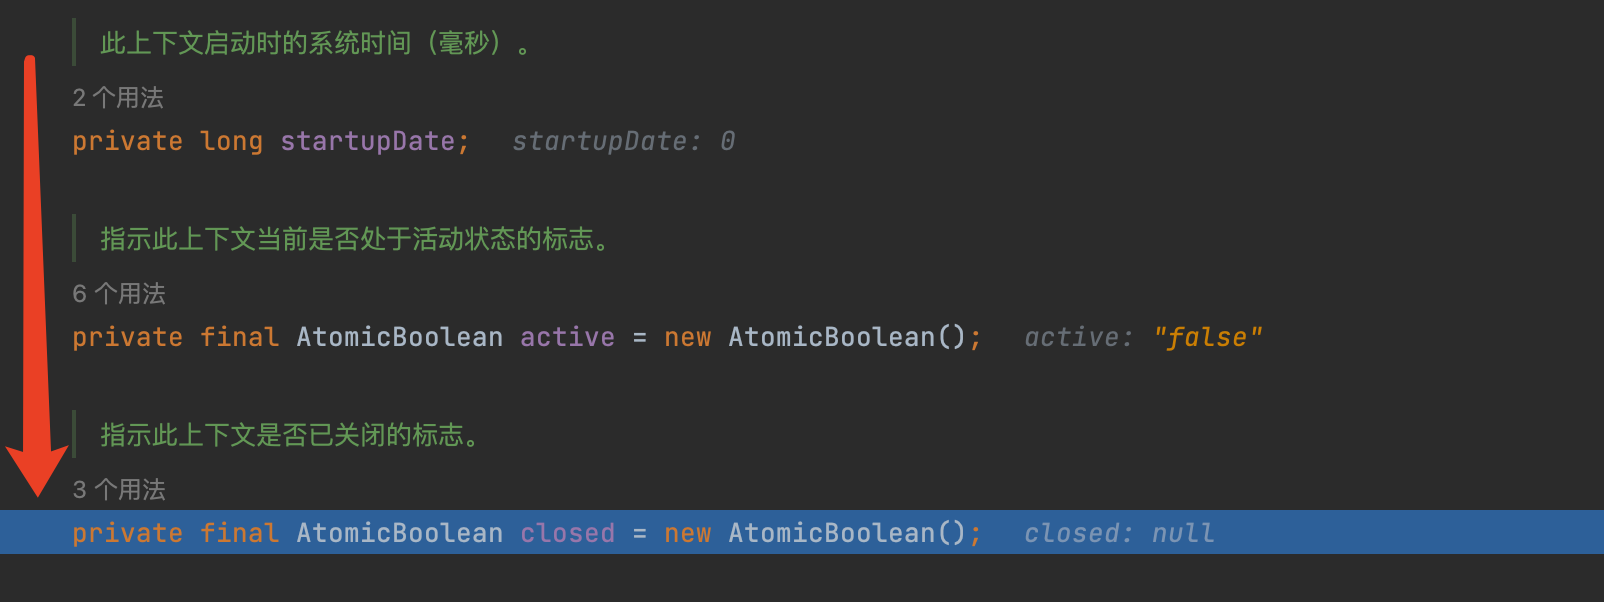 此上下文启动时的系统时间（毫秒）。
2 个用法
private long startupDate; startupDate: 0
指示此上下文当前是否处于活动状态的标志。
6 个用法
private final AtomicBoolean active = new AtomicBoolean(); active: "false"
指示此上下文是否已关闭的标志。
3 个用法
private final AtomicBoolean closed = new AtomicBoolean(); closed: null